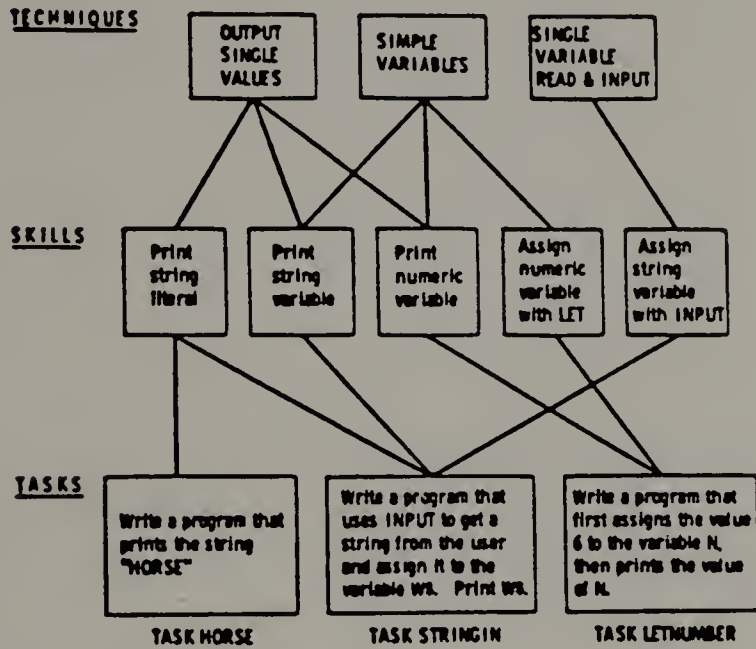 TECHNIQUES
OUTPUT
SINGLE
VALUES
SIMPLE
VARIABLES
SINGLE
VARIABLE
READ & INPUT
SKILLS
Print
string
literal
Print
string
variable
Print
numeric
variable
Assign
numeric
variable
with LET
Assign
string
variable
with INPUT
TASKS
Write a program that
prints the string
"HORSE"
Write a program that
uses INPUT to get a
string from the user
and assign it to the
variable W$. Print W$.
Write a program that
first assigns the value
6 to the variable N,
then prints the value
of N.
TASK HORSE
TASK STRINGIN
TASK LETNUMBER